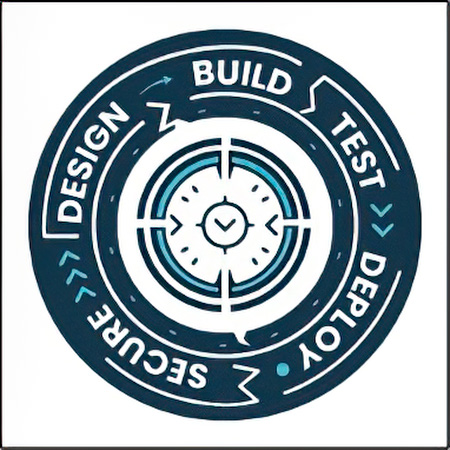 DESIGN
BUILD
TEST
DEPLOY
SECURE